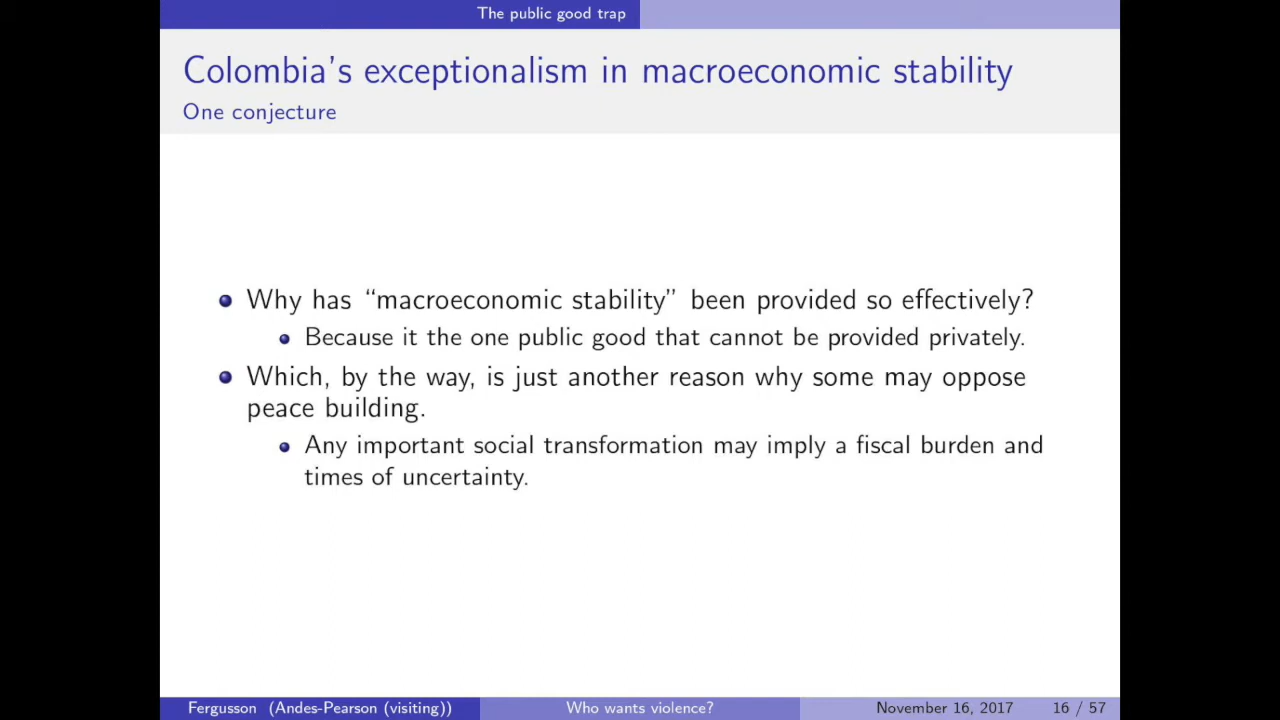 The public good trap
Colombia's exceptionalism in macroeconomic stability
One conjecture
Why has “macroeconomic stability” been provided so effectively?
Because it the one public good that cannot be provided privately.
Which, by the way, is just another reason why some may oppose
peace building.
Any important social transformation may imply a fiscal burden and
times of uncertainty.
Fergusson (Andes-Pearson (visiting)) Who wants violence? November 16, 2017 16 / 57